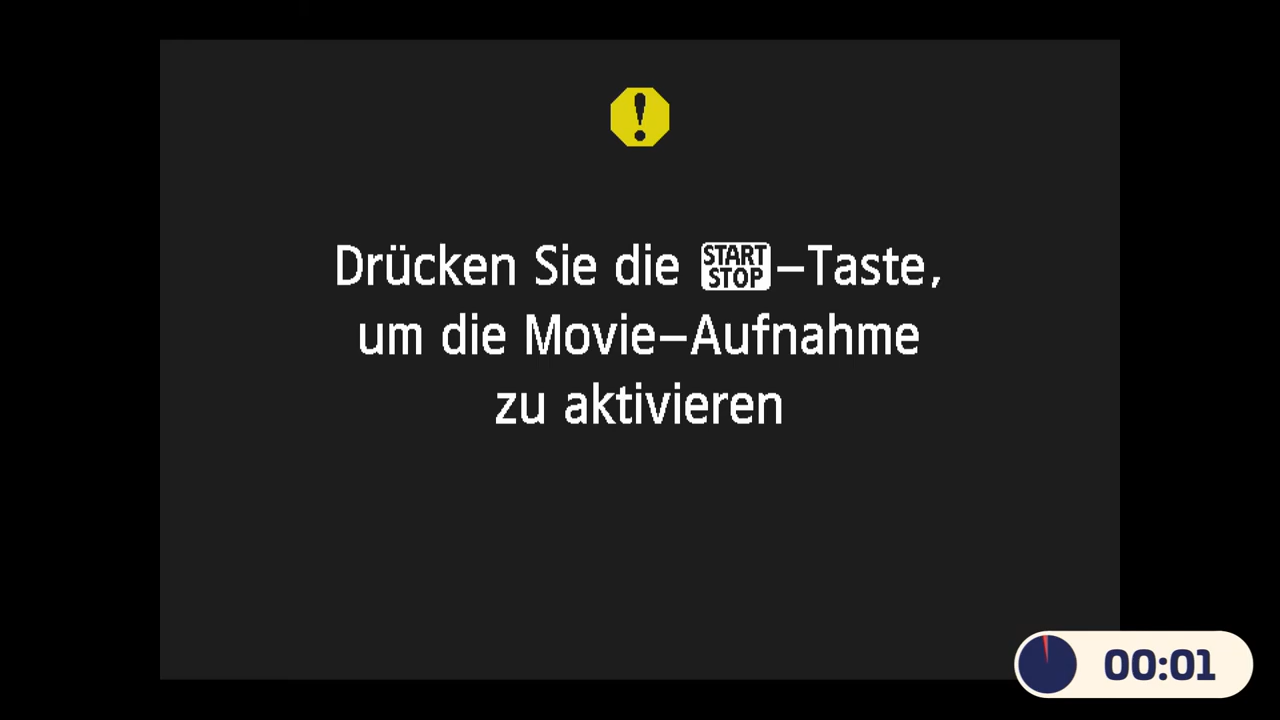 !
Drücken Sie die START STOP–Taste,
um die Movie–Aufnahme
zu aktivieren
00:01